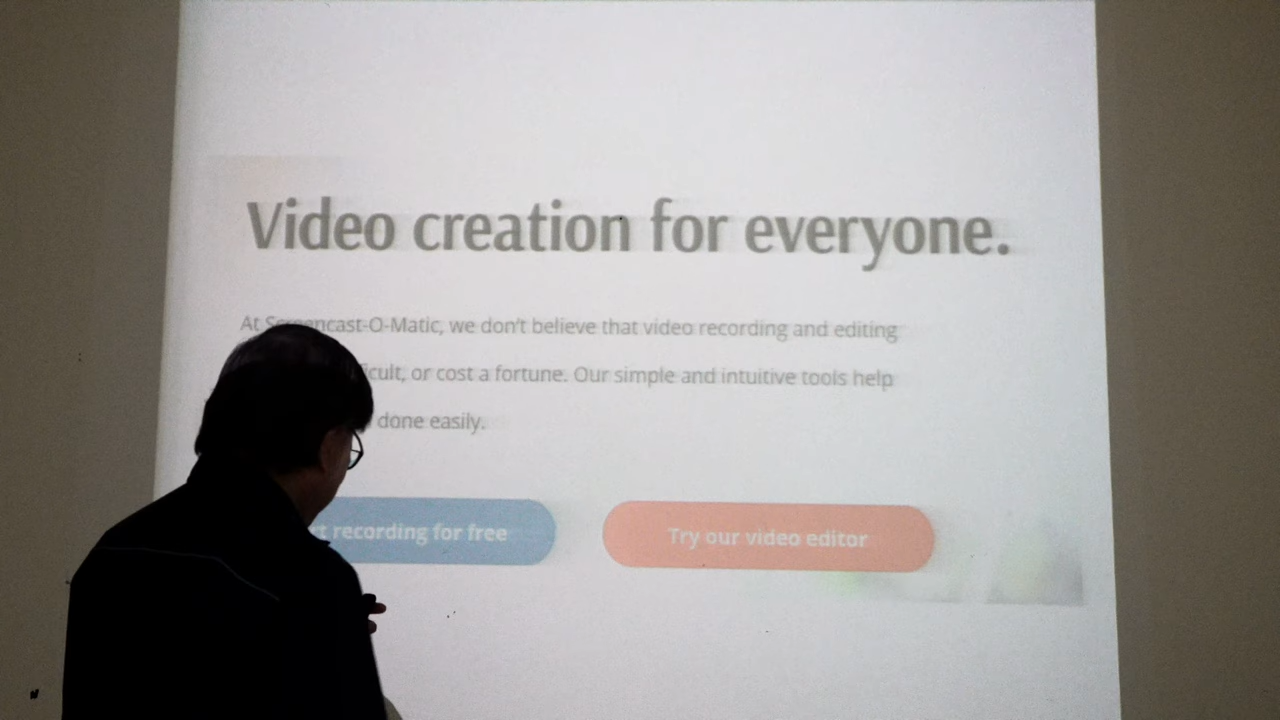 Video creation for everyone.
At Screencast-O-Matic, we don't believe that video recording and editing
or cost a fortune. Our simple and intuitive tools help
done easily.
recording for free
Try our video editor